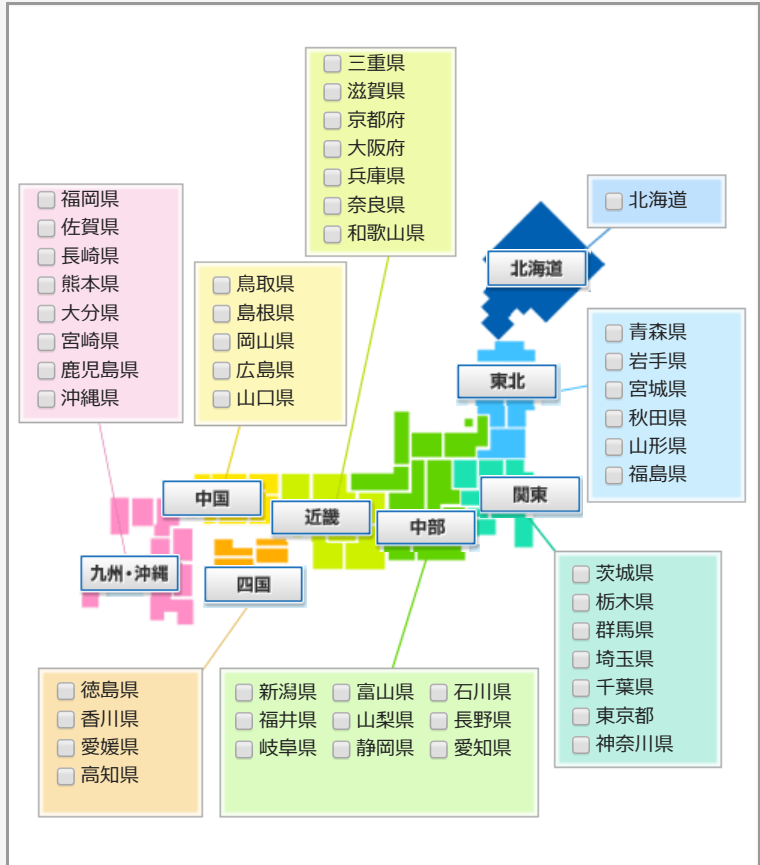 三重県
滋賀県
京都府
大阪府
兵庫県
奈良県
和歌山県
福岡県
佐賀県
長崎県
熊本県
大分県
宮崎県
鹿児島県
沖縄県
鳥取県
島根県
岡山県
広島県
山口県
北海道
北海道
青森県
岩手県
宮城県
秋田県
山形県
福島県
東北
中国
近畿
中部
関東
九州・沖縄
四国
茨城県
栃木県
群馬県
埼玉県
千葉県
東京都
神奈川県
徳島県
香川県
愛媛県
高知県
新潟県 富山県 石川県
福井県 山梨県 長野県
岐阜県 静岡県 愛知県